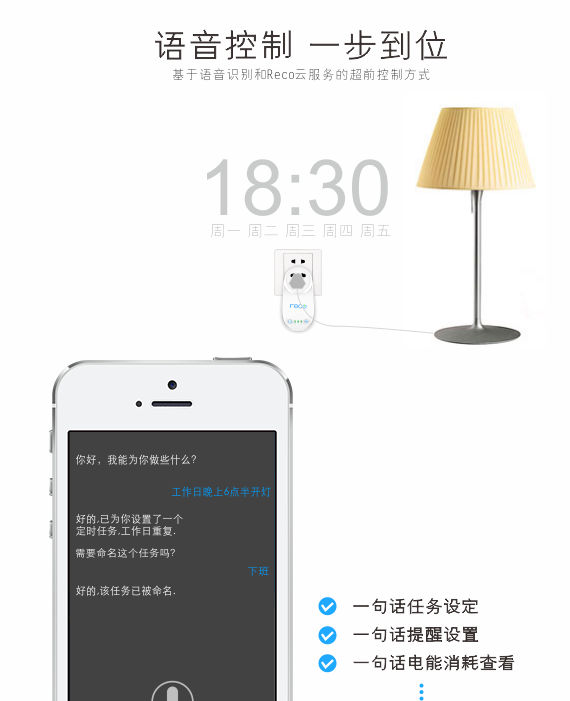 语音控制 一步到位
基于语音识别和Reco云服务的超前控制方式
18:30
周一 周二 周三 周四 周五
reco
你好，我能为你做些什么?
工作日晚上6点半开灯
好的,已为你设置了一个
定时任务,工作日重复.
需要命名这个任务吗?
下班
好的,该任务已被命名.
一句话任务设定
一句话提醒设置
一句话电能消耗查看